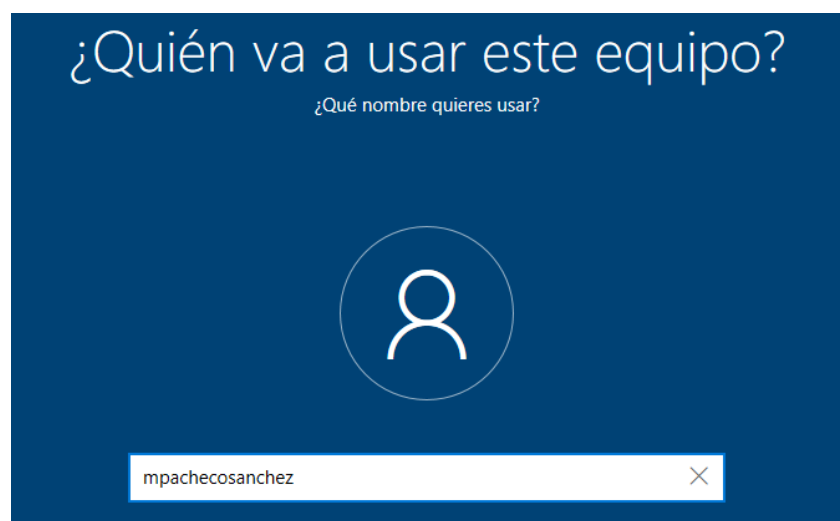 ¿Quién va a usar este equipo?
¿Qué nombre quieres usar?
mpachecosanchez